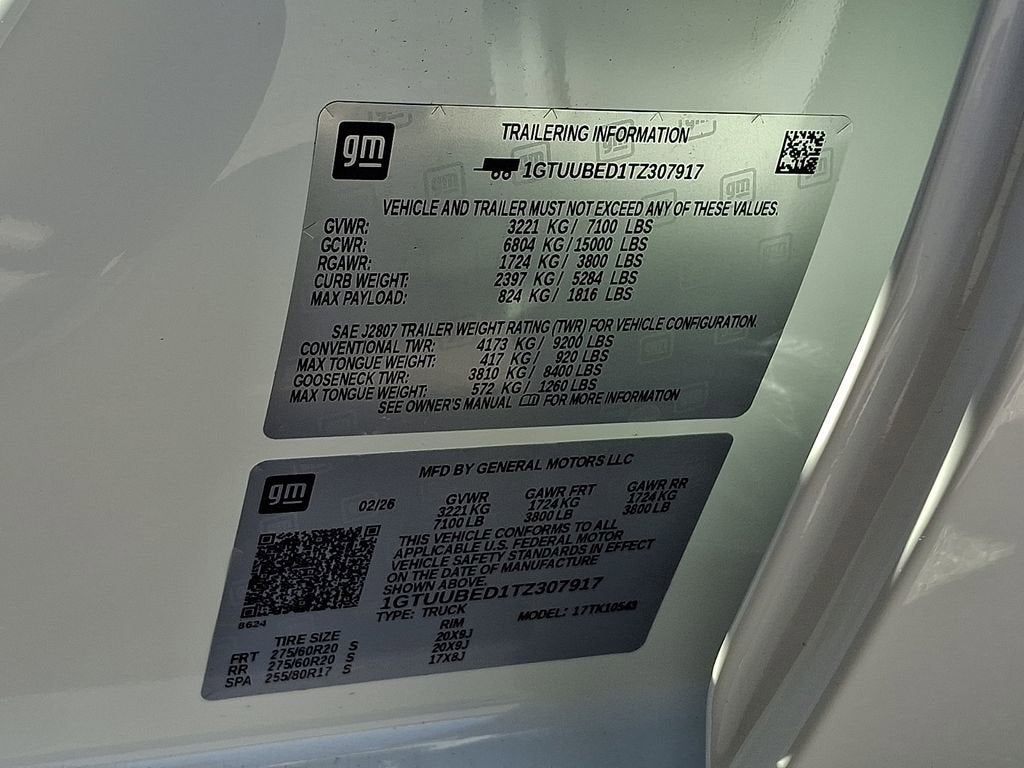 gm
TRAILERING INFORMATION
1GTUUBED1TZ307917
VEHICLE AND TRAILER MUST NOT EXCEED ANY OF THESE VALUES.
GVWR: 3221 KG / 7100 LBS
GCWR: 6804 KG / 15000 LBS
RGAWR: 1724 KG / 3800 LBS
CURB WEIGHT: 2397 KG / 5284 LBS
MAX PAYLOAD: 824 KG / 1816 LBS
SAE J2807 TRAILER WEIGHT RATING (TWR) FOR VEHICLE CONFIGURATION.
CONVENTIONAL TWR: 4173 KG / 9200 LBS
MAX TONGUE WEIGHT: 417 KG / 920 LBS
GOOSENECK TWR: 3810 KG / 8400 LBS
MAX TONGUE WEIGHT: 572 KG / 1260 LBS
SEE OWNER'S MANUAL FOR MORE INFORMATION
gm
MFD BY GENERAL MOTORS LLC
02/26 GVWR GAWR FRT GAWR RR
3221 KG 1724 KG 1724 KG
7100 LB 3800 LB 3800 LB
THIS VEHICLE CONFORMS TO ALL
APPLICABLE U.S. FEDERAL MOTOR
VEHICLE SAFETY STANDARDS IN EFFECT
ON THE DATE OF MANUFACTURE
SHOWN ABOVE.
1GTUUBED1TZ307917
TYPE: TRUCK MODEL: 17TK10543
8624
TIRE SIZE RIM
FRT 275/60R20 S 20X9J
RR 275/60R20 S 20X9J
SPA 255/80R17 S 17X8J